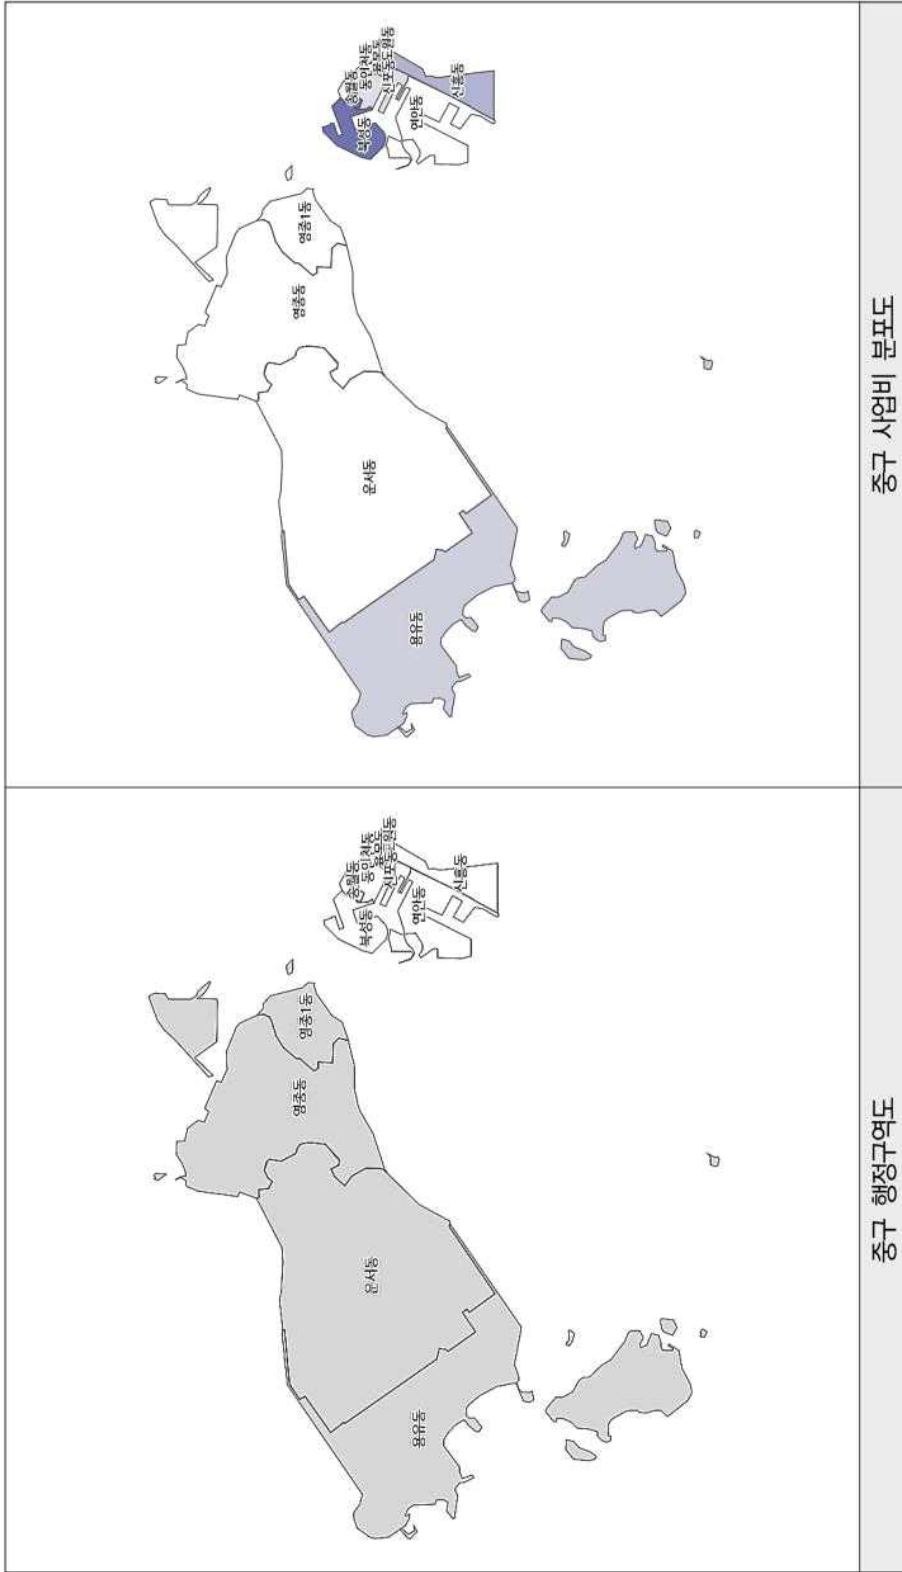 중구 행정구역도
영종1동
영종동
운서동
용유동
송월동
동인천동
율목동
신포동
도원동
북성동
연안동
신흥동
중구 사업비 분포도
영종1동
영종동
운서동
용유동
송월동
동인천동
율목동
신포동
도원동
북성동
연안동
신흥동